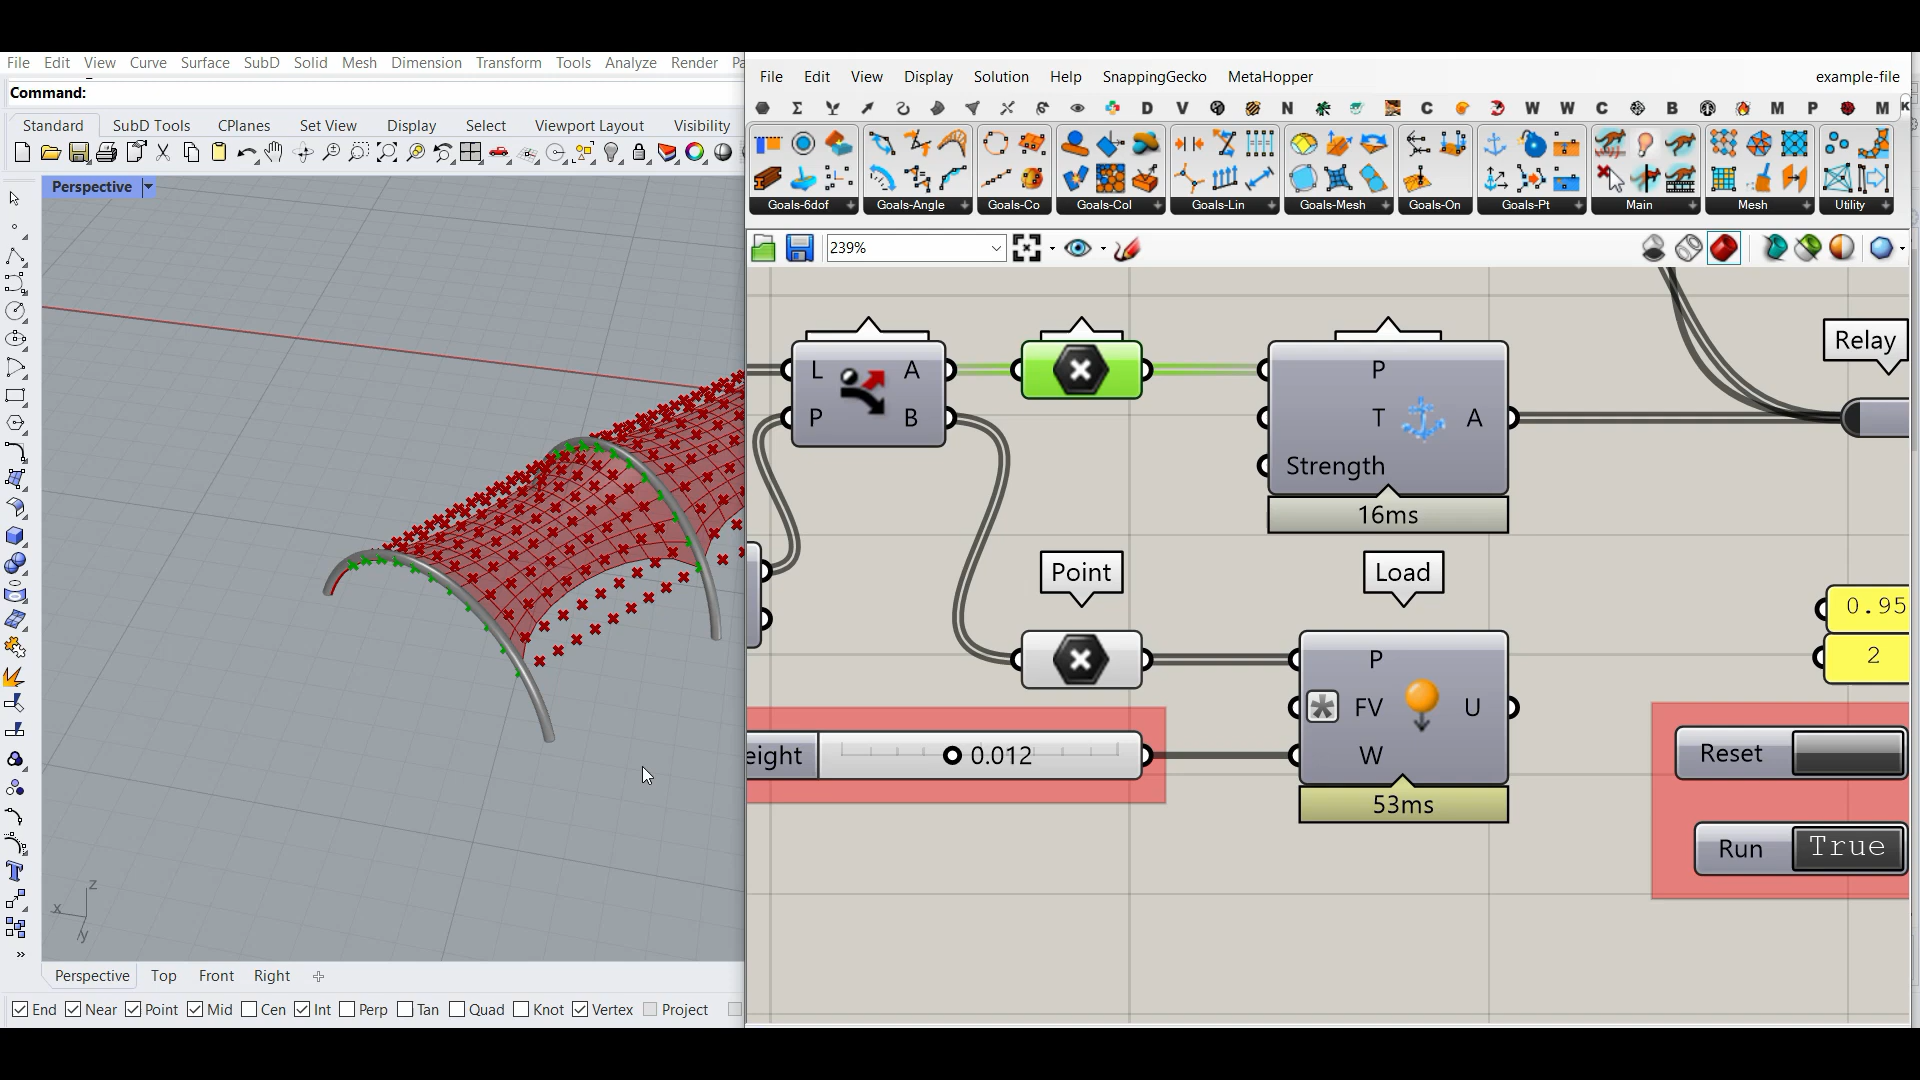 File Edit View Curve Surface SubD Solid Mesh Dimension Transform Tools Analyze Render Pa
Command:
Standard SubD Tools CPlanes Set View Display Select Viewport Layout Visibility
Perspective
z
x
y
Perspective Top Front Right
End Near Point Mid Cen Int Perp Tan Quad Knot Vertex Project
File Edit View Display Solution Help SnappingGecko MetaHopper example-file
D V N C W W C B M P M K
Goals-6dof Goals-Angle Goals-Co Goals-Col Goals-Lin Goals-Mesh Goals-On Goals-Pt Main Mesh Utility
239%
Relay
L A
P B
P
T A
Strength
16ms
Point
Load
0.95
2
P
FV U
W
53ms
eight 0.012
Reset
Run True